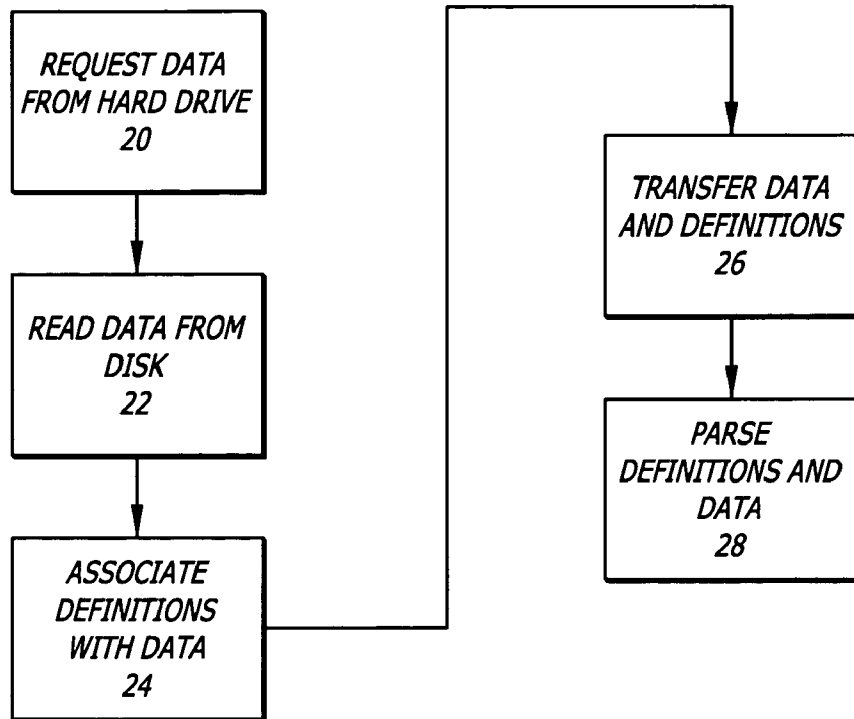 REQUEST DATA
FROM HARD DRIVE
20
READ DATA FROM
DISK
22
ASSOCIATE
DEFINITIONS
WITH DATA
24
TRANSFER DATA
AND DEFINITIONS
26
PARSE
DEFINITIONS AND
DATA
28